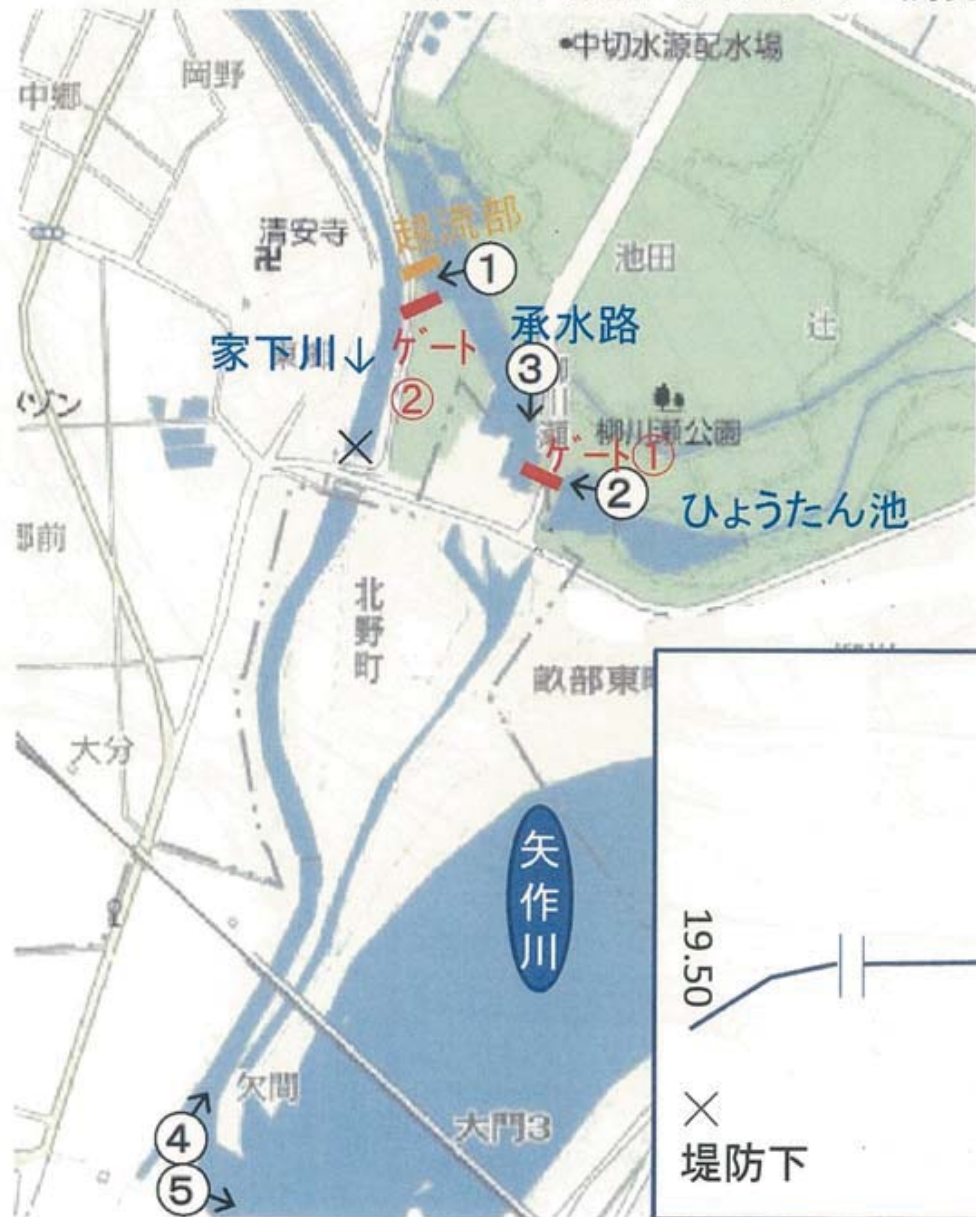 中切水源配水場
岡野
中郷
越流部
清安寺
①
池田
承水路
辻
家下川↓
ゲート
②
③
柳川瀬公園
ゲート①
②
ひょうたん池
北野町
畝部東
大分
矢作川
19.50
欠間
大門3
④
⑤
×
堤防下